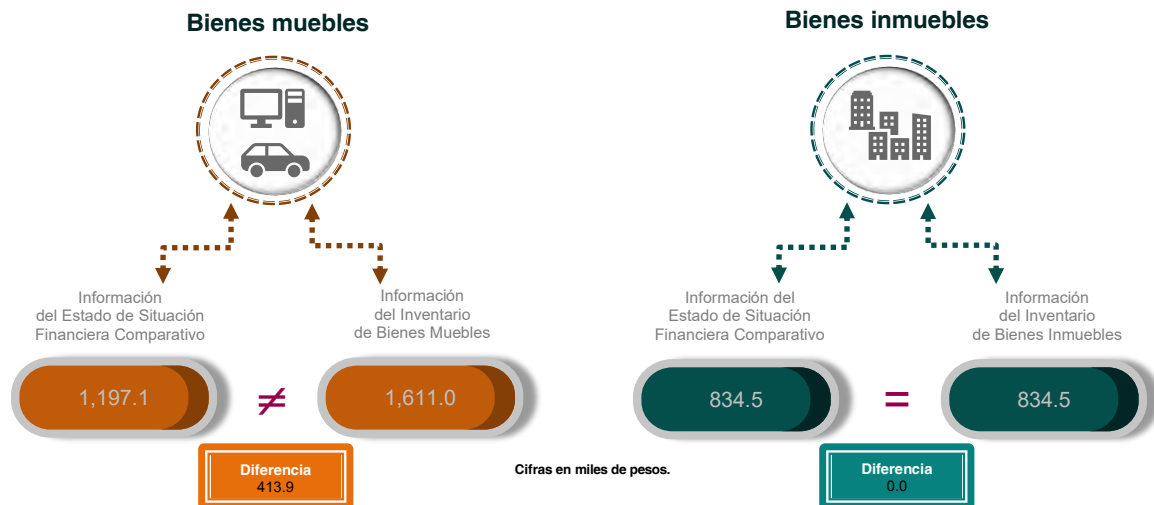 Bienes muebles
Información
del Estado de Situación
Financiera Comparativo
Información
del Inventario
de Bienes Muebles
1,197.1
≠
1,611.0
Diferencia
413.9
Cifras en miles de pesos.
Bienes inmuebles
Información del
Estado de Situación
Financiera Comparativo
Información
del Inventario
de Bienes Inmuebles
834.5
=
834.5
Diferencia
0.0